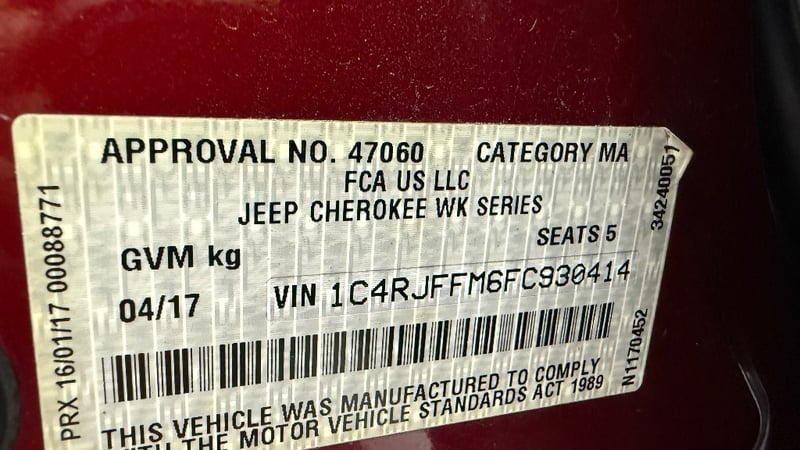 APPROVAL NO. 47060 CATEGORY MA
FCA US LLC
JEEP CHEROKEE WK SERIES
SEATS 5
GVM kg
04/17 VIN 1C4RJFFM6FC930414
THIS VEHICLE WAS MANUFACTURED TO COMPLY
WITH THE MOTOR VEHICLE STANDARDS ACT 1989
PRX 16/01/17 00088771
34240051
N1170452